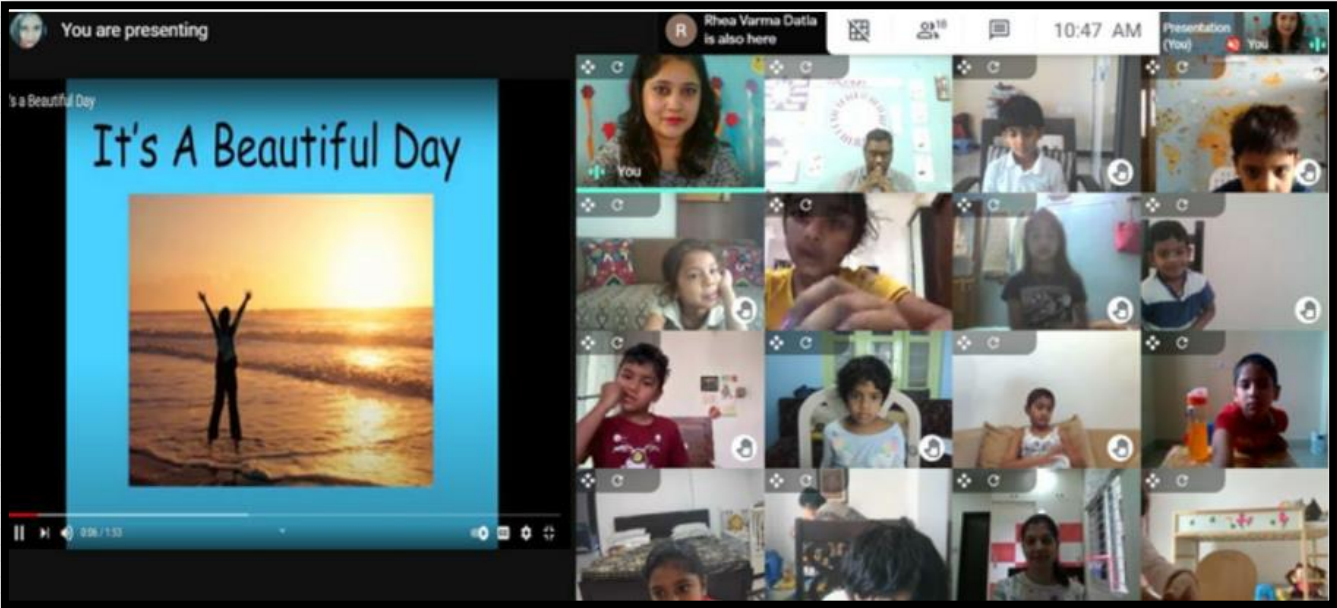 You are presenting
R
Rhea Varma Datla
is also here
18
10:47 AM
Presentation
(You)
You
's a Beautiful Day
It's A Beautiful Day
You
0:06 / 1:53